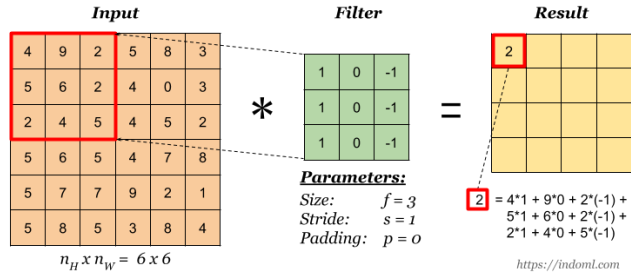 Input Filter Result
4 9 2 5 8 3
5 6 2 4 0 3
2 4 5 4 5 2
5 6 5 4 7 8
5 7 7 9 2 1
5 8 5 3 8 4
n_H x n_W = 6 x 6
*
1 0 -1
1 0 -1
1 0 -1
Parameters:
Size: f = 3
Stride: s = 1
Padding: p = 0
=
2
2 = 4*1 + 9*0 + 2*(-1) +
5*1 + 6*0 + 2*(-1) +
2*1 + 4*0 + 5*(-1)
https://indoml.com